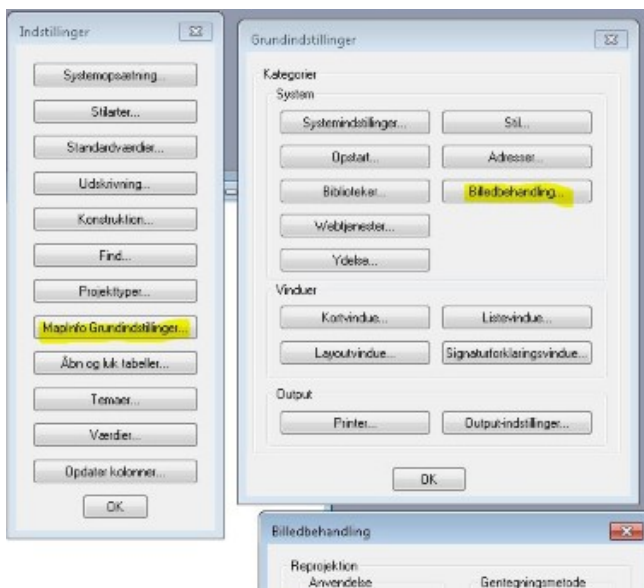 Indstillinger
Systemopsætning...
Stilarter...
Standardværdier...
Udskrivning...
Konstruktion...
Find...
Projekttyper...
MapInfo Grundindstillinger...
Åbn og luk tabeller...
Temaer...
Værdier...
Opdater kolonner...
OK
Grundindstillinger
Kategorier
System
Systemindstillinger... Stil...
Opstart... Adresser...
Biblioteker... Billedbehandling...
Webtjenester...
Ydelse...
Vinduer
Kortvindue... Listevindue...
Layoutvindue... Signaturforklaringsvindue...
Output
Printer... Output-indstillinger...
OK
Billedbehandling
Reprojektion
Anvendelse Gentegningsmetode